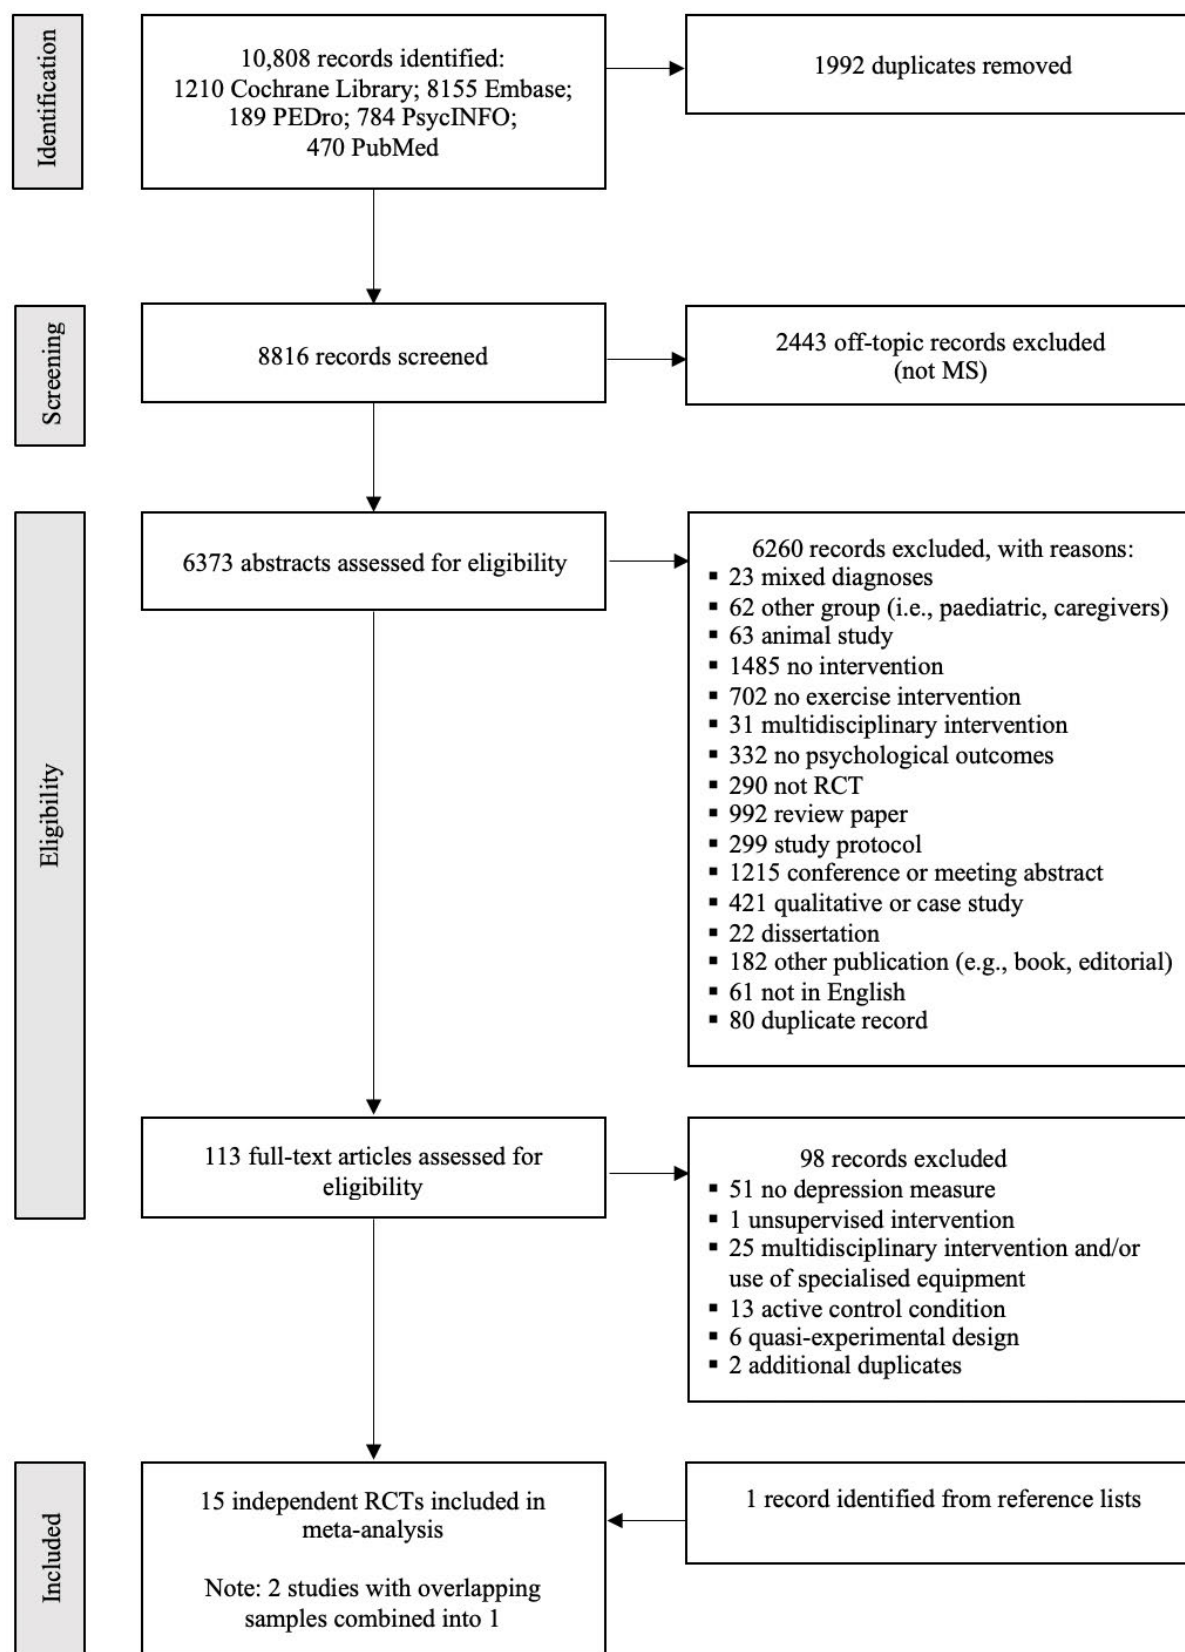 Identification
10,808 records identified:
1210 Cochrane Library; 8155 Embase;
189 PEDro; 784 PsycINFO;
470 PubMed
1992 duplicates removed
Screening
8816 records screened
2443 off-topic records excluded
(not MS)
Eligibility
6373 abstracts assessed for eligibility
6260 records excluded, with reasons:
▪ 23 mixed diagnoses
▪ 62 other group (i.e., paediatric, caregivers)
▪ 63 animal study
▪ 1485 no intervention
▪ 702 no exercise intervention
▪ 31 multidisciplinary intervention
▪ 332 no psychological outcomes
▪ 290 not RCT
▪ 992 review paper
▪ 299 study protocol
▪ 1215 conference or meeting abstract
▪ 421 qualitative or case study
▪ 22 dissertation
▪ 182 other publication (e.g., book, editorial)
▪ 61 not in English
▪ 80 duplicate record
113 full-text articles assessed for
eligibility
98 records excluded
▪ 51 no depression measure
▪ 1 unsupervised intervention
▪ 25 multidisciplinary intervention and/or
use of specialised equipment
▪ 13 active control condition
▪ 6 quasi-experimental design
▪ 2 additional duplicates
Included
15 independent RCTs included in
meta-analysis
Note: 2 studies with overlapping
samples combined into 1
1 record identified from reference lists